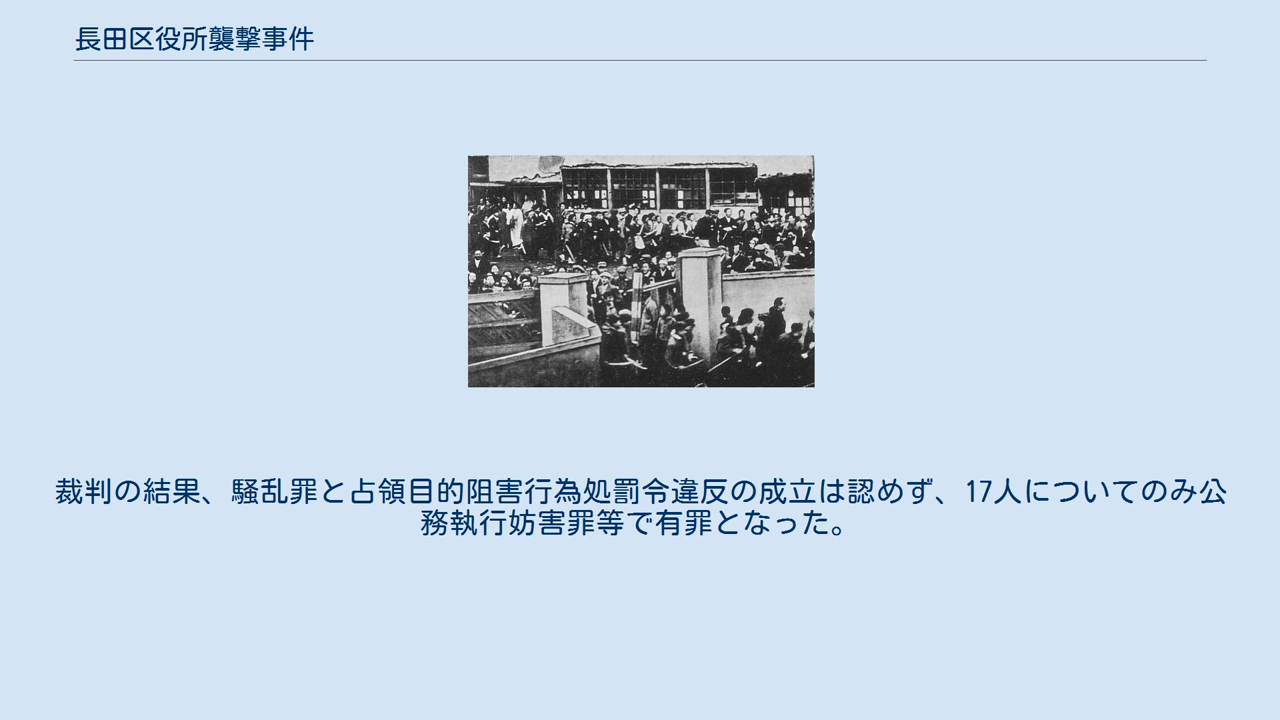 長田区役所襲撃事件
裁判の結果、騒乱罪と占領目的阻害行為処罰令違反の成立は認めず、17人についてのみ公
務執行妨害罪等で有罪となった。